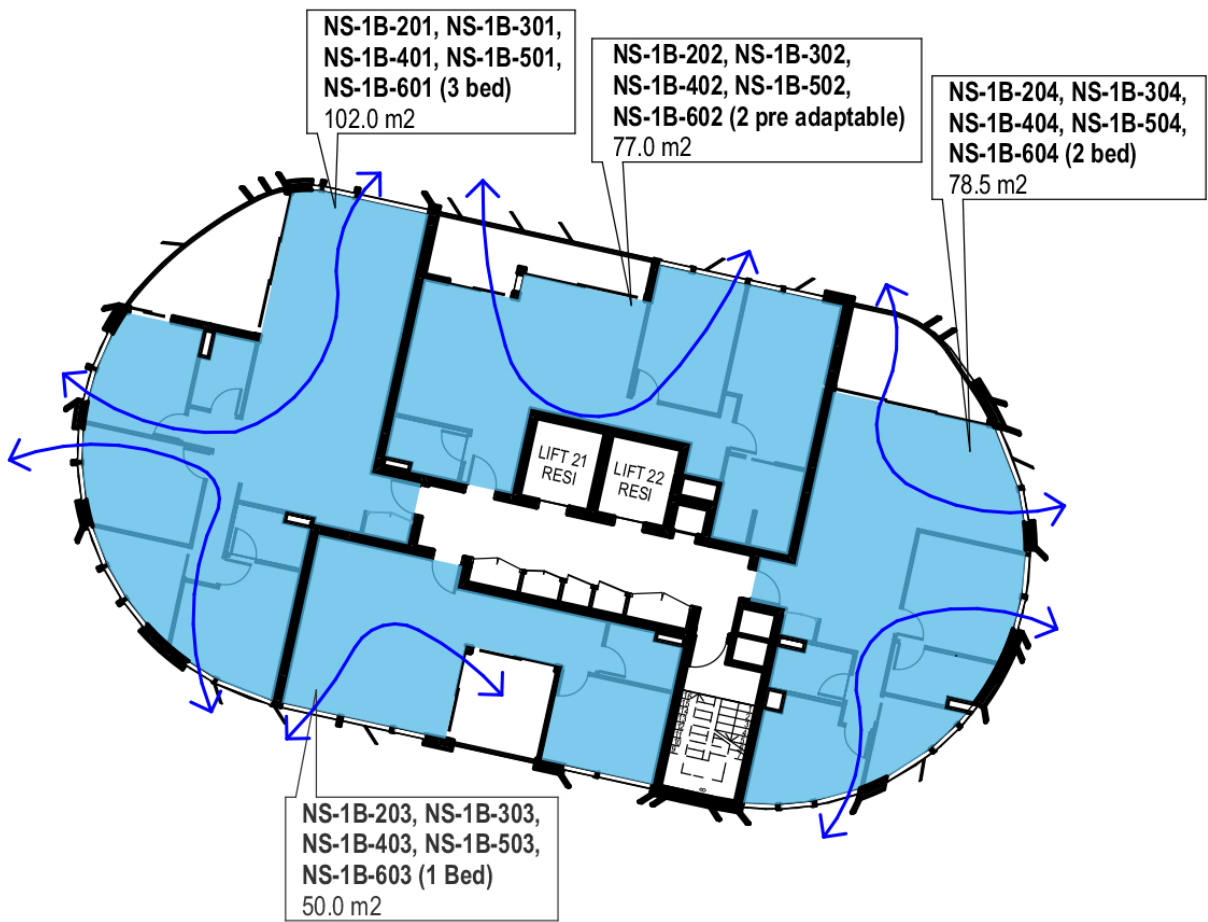 NS-1B-201, NS-1B-301,
NS-1B-401, NS-1B-501,
NS-1B-601 (3 bed)
102.0 m2
NS-1B-202, NS-1B-302,
NS-1B-402, NS-1B-502,
NS-1B-602 (2 pre adaptable)
77.0 m2
NS-1B-204, NS-1B-304,
NS-1B-404, NS-1B-504,
NS-1B-604 (2 bed)
78.5 m2
LIFT 21
RESI
LIFT 22
RESI
NS-1B-203, NS-1B-303,
NS-1B-403, NS-1B-503,
NS-1B-603 (1 Bed)
50.0 m2